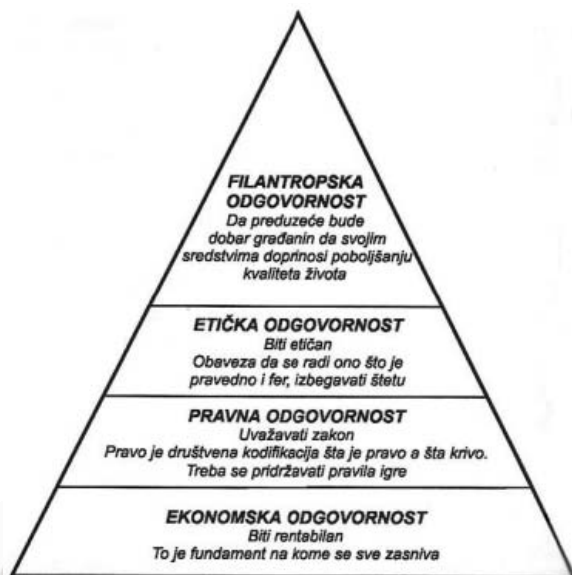 FILANTROPSKA
ODGOVORNOST
Da preduzeće bude
dobar građanin da svojim
sredstvima doprinosi poboljšanju
kvaliteta života
ETIČKA ODGOVORNOST
Biti etičan
Obaveza da se radi ono što je
pravedno i fer, izbegavati štetu
PRAVNA ODGOVORNOST
Uvažavati zakon
Pravo je društvena kodifikacija šta je pravo a šta krivo.
Treba se pridržavati pravila igre
EKONOMSKA ODGOVORNOST
Biti rentabilan
To je fundament na kome se sve zasniva